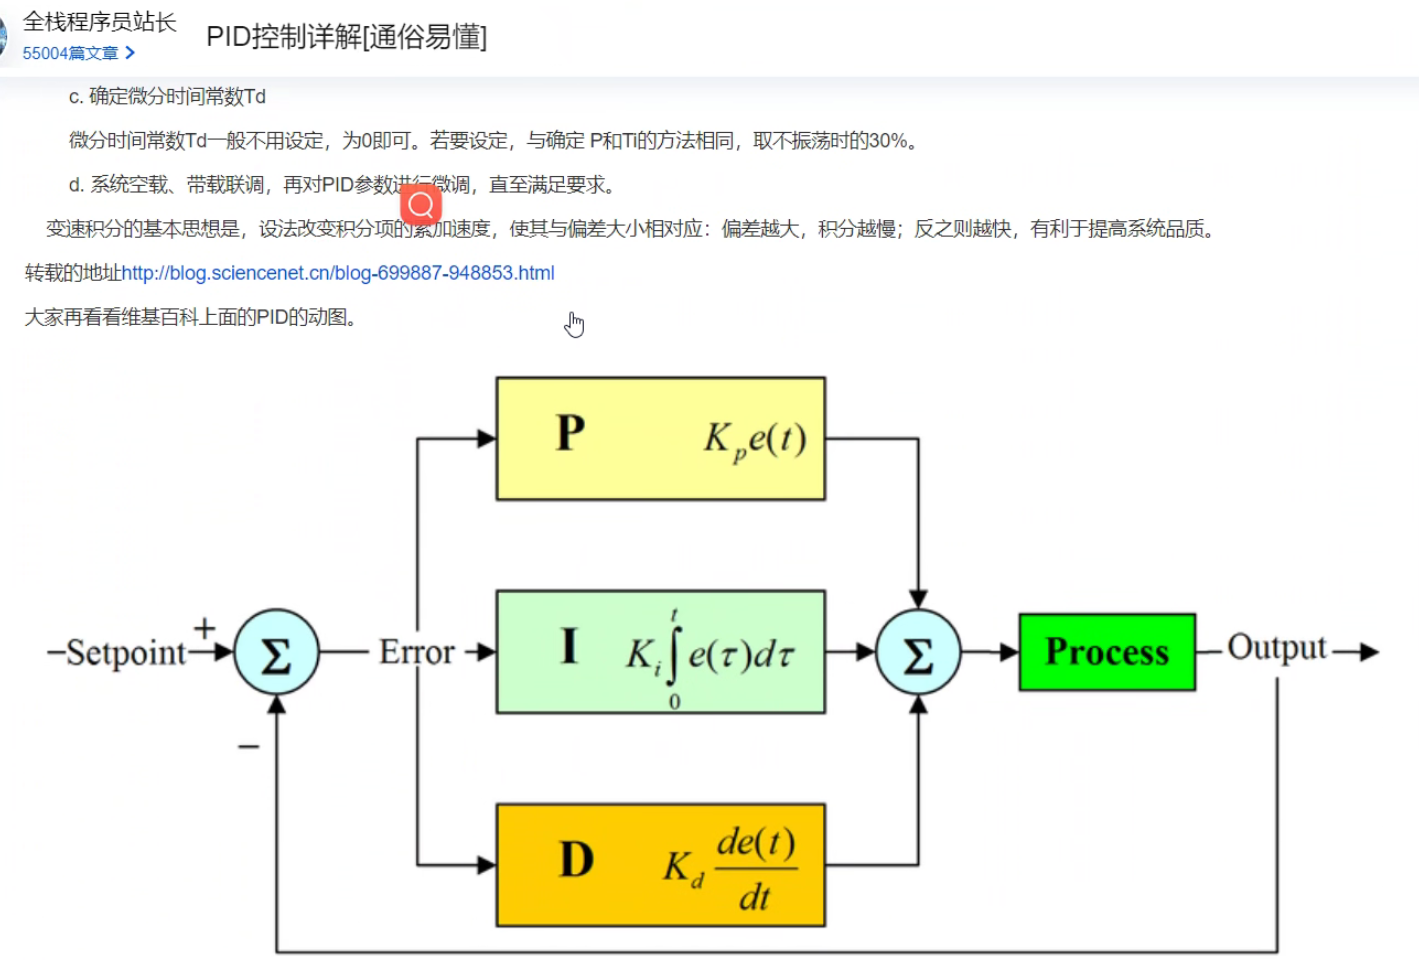 全栈程序员站长
PID控制详解[通俗易懂]
55004篇文章
c. 确定微分时间常数Td
微分时间常数Td一般不用设定，为0即可。若要设定，与确定 P和Ti的方法相同，取不振荡时的30%。
d. 系统空载、带载联调，再对PID参数进行微调，直至满足要求。
变速积分的基本思想是，设法改变积分项的累加速度，使其与偏差大小相对应：偏差越大，积分越慢；反之则越快，有利于提高系统品质。
转载的地址http://blog.sciencenet.cn/blog-699887-948853.html
大家再看看维基百科上面的PID的动图。
P K_p e(t)
Setpoint + Σ Error I K_i ∫_0^t e(τ)dτ Σ Process Output
−
D K_d de(t)/dt